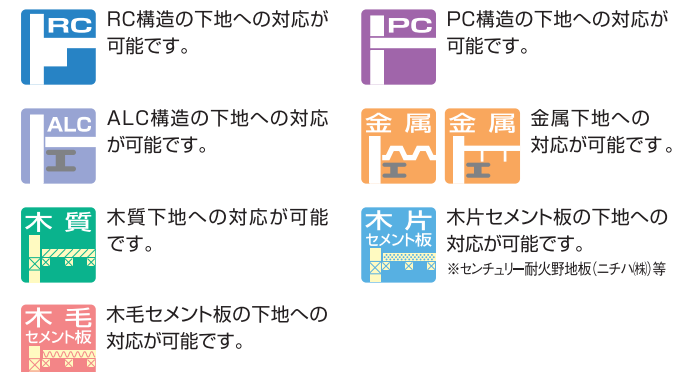 RC
RC構造の下地への対応が
可能です。
PC
PC構造の下地への対応が
可能です。
ALC
ALC構造の下地への対応
が可能です。
金属
金属
金属下地への
対応が可能です。
木質
木質下地への対応が可能
です。
木片
セメント板
木片セメント板の下地への
対応が可能です。
※センチュリー耐火野地板(ニチハ㈱)等
木毛
セメント板
木毛セメント板の下地への
対応が可能です。